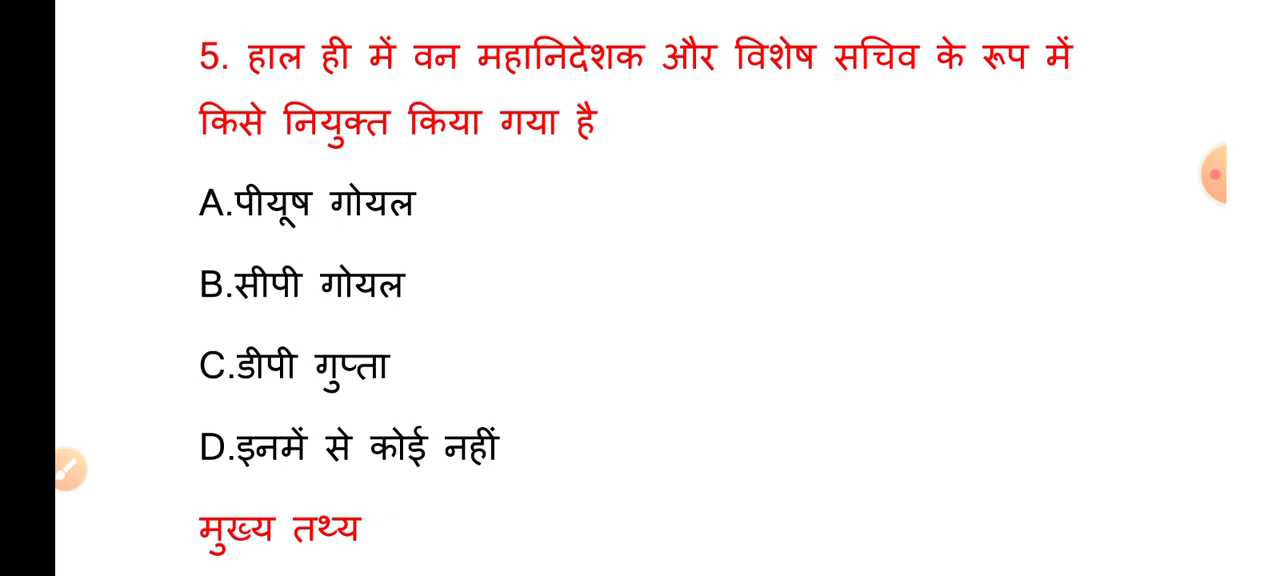 5. हाल ही में वन महानिदेशक और विशेष सचिव के रूप में
किसे नियुक्त किया गया है
A.पीयूष गोयल
B.सीपी गोयल
C.डीपी गुप्ता
D.इनमें से कोई नहीं
मुख्य तथ्य